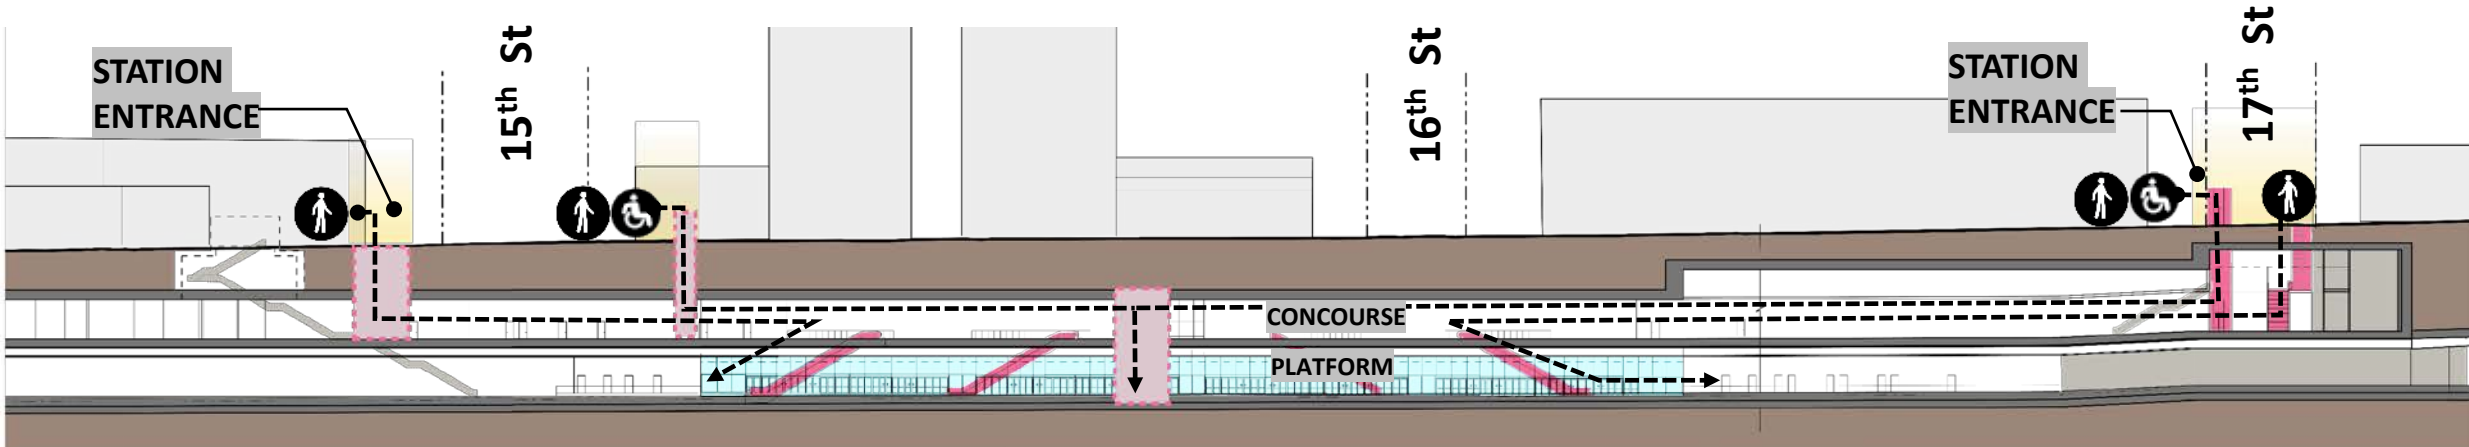 STATION
ENTRANCE
15th St
16th St
STATION
ENTRANCE
17th St
CONCOURSE
PLATFORM